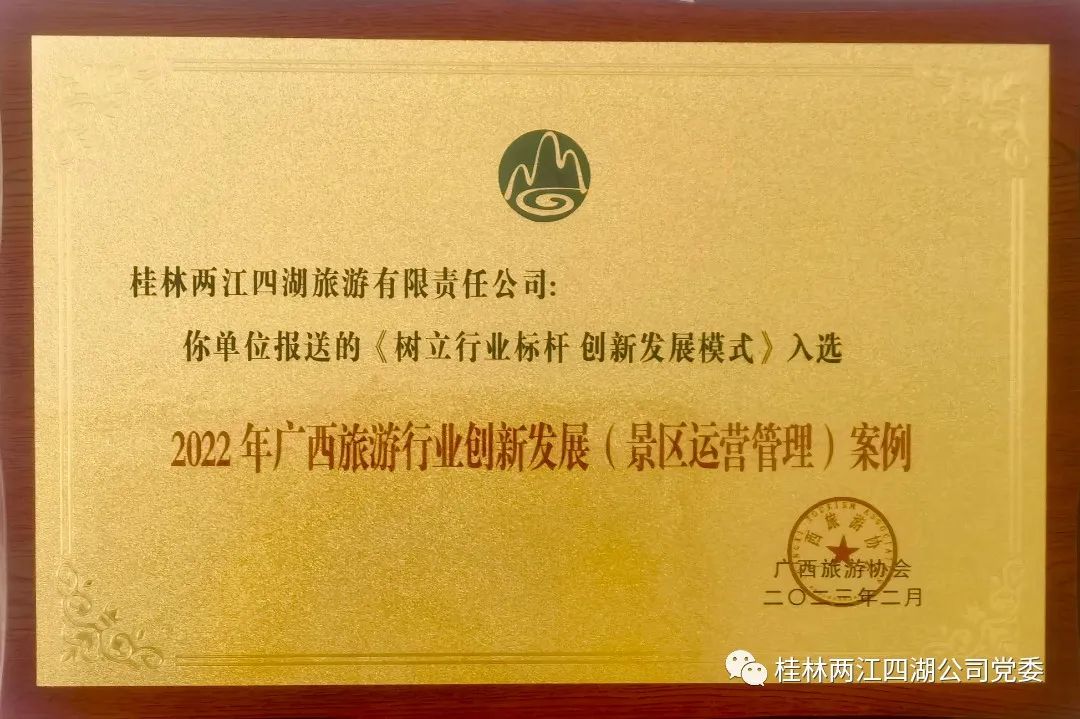 桂林两江四湖旅游有限责任公司:
你单位报送的《树立行业标杆 创新发展模式》入选
2022年广西旅游行业创新发展（景区运营管理）案例
西旅游协
广西旅游协会
二〇二三年二月
桂林两江四湖公司党委